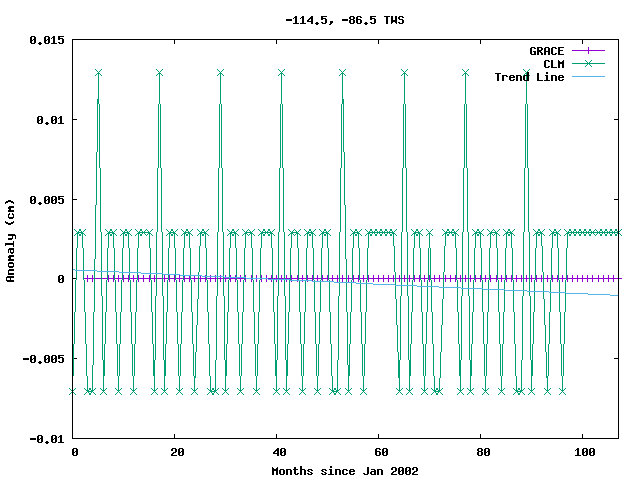 -114.5, -86.5 TWS
GRACE
CLM
Trend Line
0.015
0.01
0.005
0
-0.005
-0.01
Anomaly (cm)
0 20 40 60 80 100
Months since Jan 2002